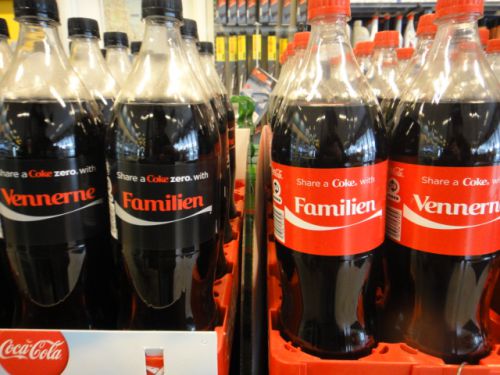 Share a Coke zero. with
Vennerne
Share a Coke zero. with
Familien
Share a Coke. with
Familien
Share a Coke. with
Vennerne
Coca-Cola